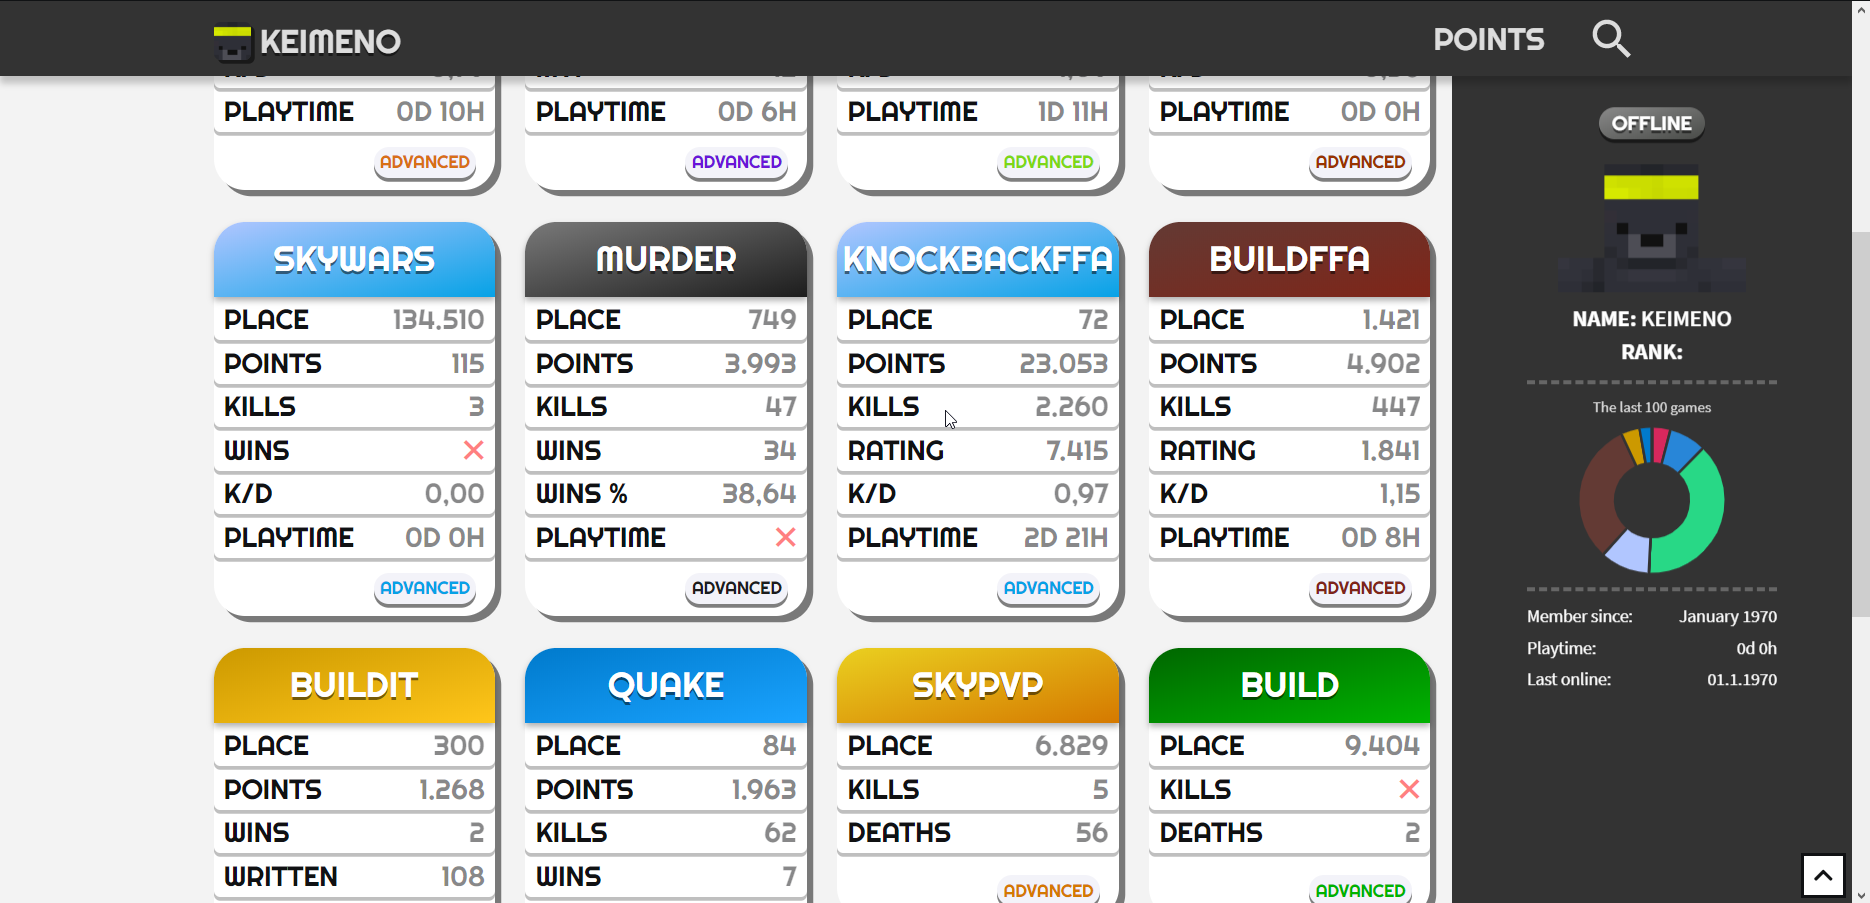 KEIMENO POINTS
PLAYTIME 0D 10H
ADVANCED
PLAYTIME 0D 6H
ADVANCED
PLAYTIME 1D 11H
ADVANCED
PLAYTIME 0D 0H
ADVANCED
SKYWARS
PLACE 134.510
POINTS 115
KILLS 3
WINS ✕
K/D 0,00
PLAYTIME 0D 0H
ADVANCED
MURDER
PLACE 749
POINTS 3.993
KILLS 47
WINS 34
WINS % 38,64
PLAYTIME ✕
ADVANCED
KNOCKBACKFFA
PLACE 72
POINTS 23.053
KILLS 2.260
RATING 7.415
K/D 0,97
PLAYTIME 2D 21H
ADVANCED
BUILDFFA
PLACE 1.421
POINTS 4.902
KILLS 447
RATING 1.841
K/D 1,15
PLAYTIME 0D 8H
ADVANCED
BUILDIT
PLACE 300
POINTS 1.268
WINS 2
WRITTEN 108
QUAKE
PLACE 84
POINTS 1.963
KILLS 62
WINS 7
SKYPVP
PLACE 6.829
KILLS 5
DEATHS 56
ADVANCED
BUILD
PLACE 9.404
KILLS ✕
DEATHS 2
ADVANCED
OFFLINE
NAME: KEIMENO
RANK:
The last 100 games
Member since: January 1970
Playtime: 0d 0h
Last online: 01.1.1970